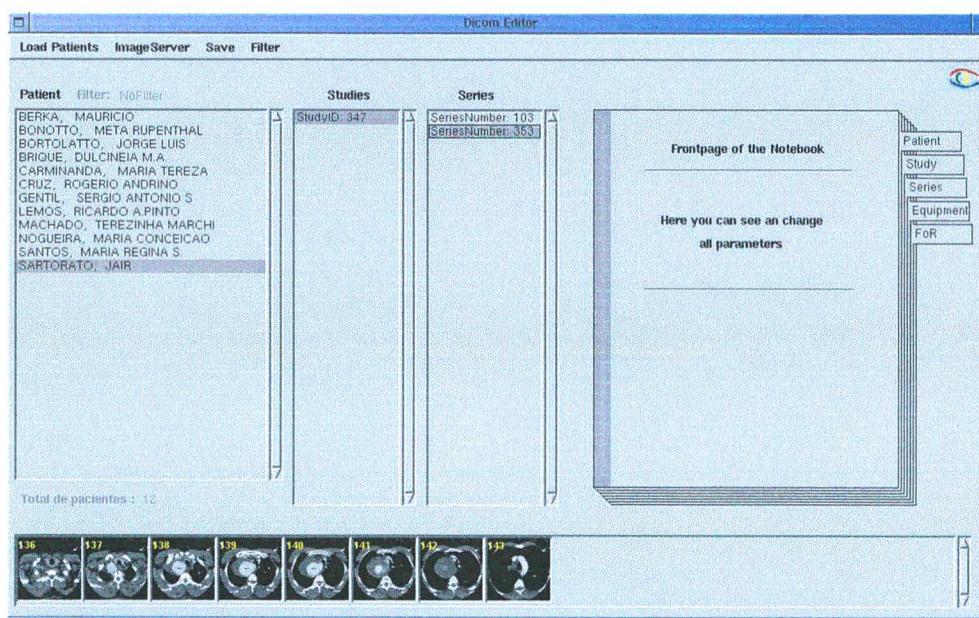 Dicom Editor
Load Patients ImageServer Save Filter
Patient Filter: NoFilter Studies Series
BERKA, MAURICIO
BONOTTO, META RUPENTHAL
BORTOLATTO, JORGE LUIS
BRIQUE, DULCINEIA M.A.
CARMINANDA, MARIA TEREZA
CRUZ, ROGERIO ANDRINO
GENTIL, SERGIO ANTONIO S
LEMOS, RICARDO A.PINTO
MACHADO, TEREZINHA MARCHI
NOGUEIRA, MARIA CONCEICAO
SANTOS, MARIA REGINA S
SARTORATO, JAIR
Total de pacientes : 12
StudyID: 347
SeriesNumber: 103
SeriesNumber: 353
Frontpage of the Notebook
Here you can see an change
all parameters
Patient
Study
Series
Equipment
FoR
136 137 138 139 140 141 142 143